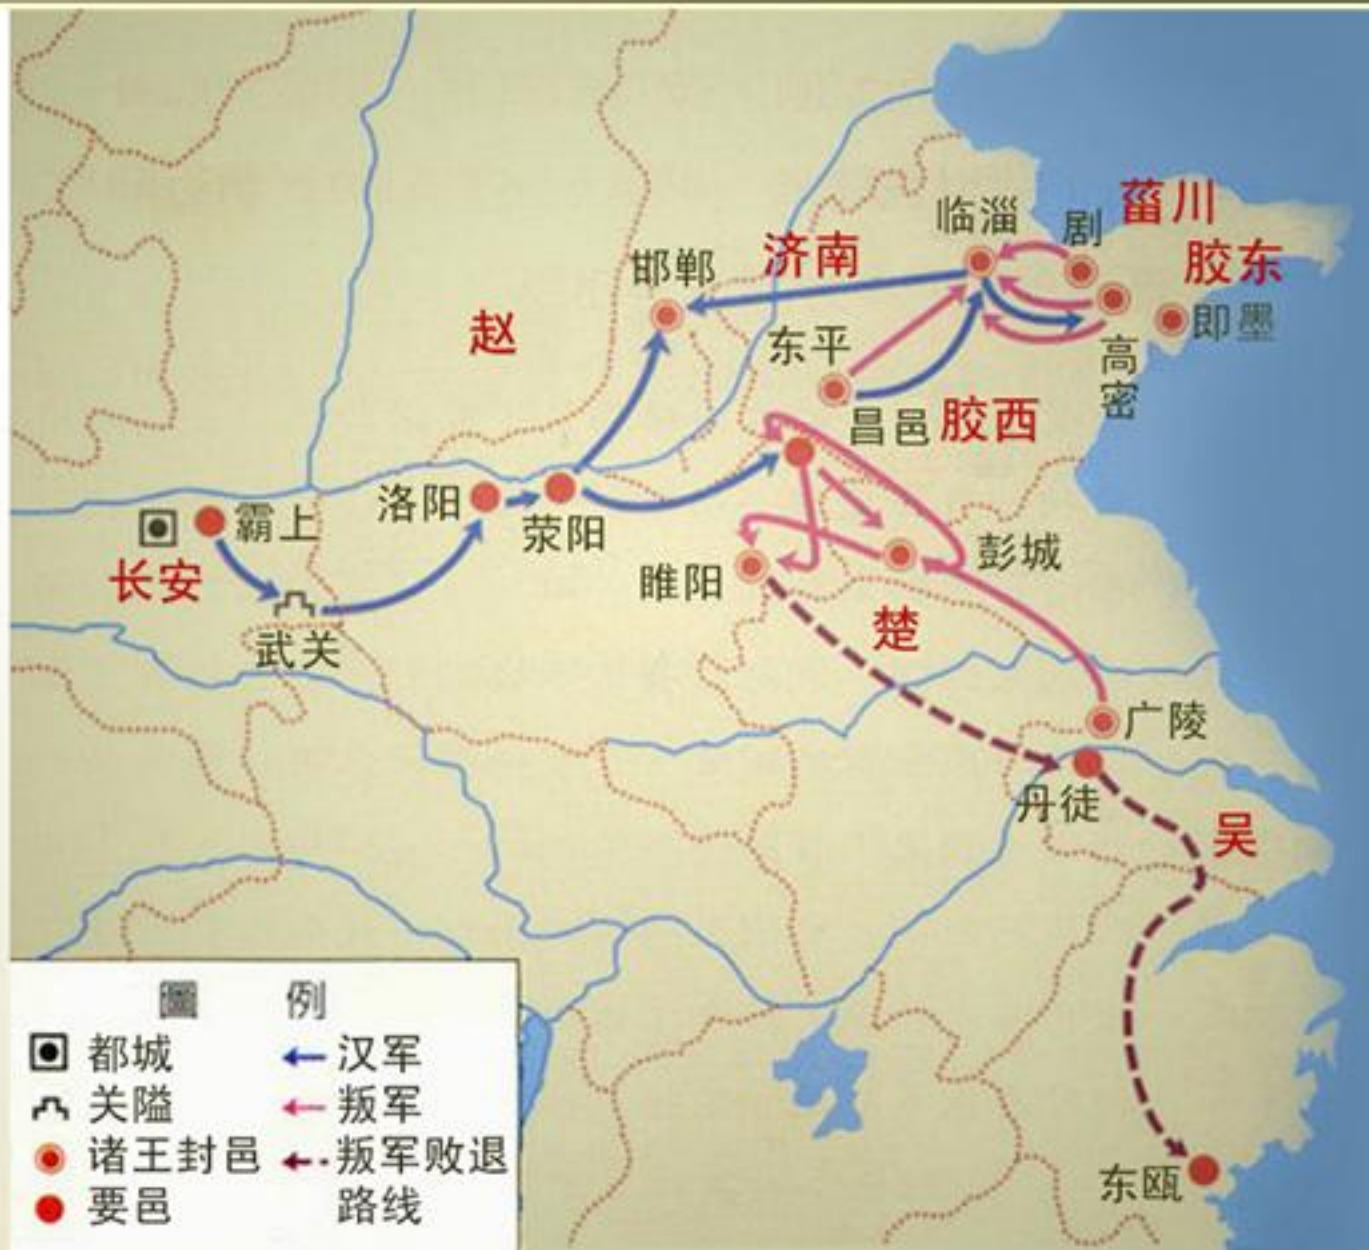 临淄
剧
菑川
邯郸
济南
胶东
赵
东平
即墨
高密
昌邑
胶西
洛阳
霸上
荥阳
彭城
长安
睢阳
武关
楚
广陵
丹徒
吴
东瓯
圖 例
都城
汉军
关隘
叛军
诸王封邑
叛军败退
要邑
路线